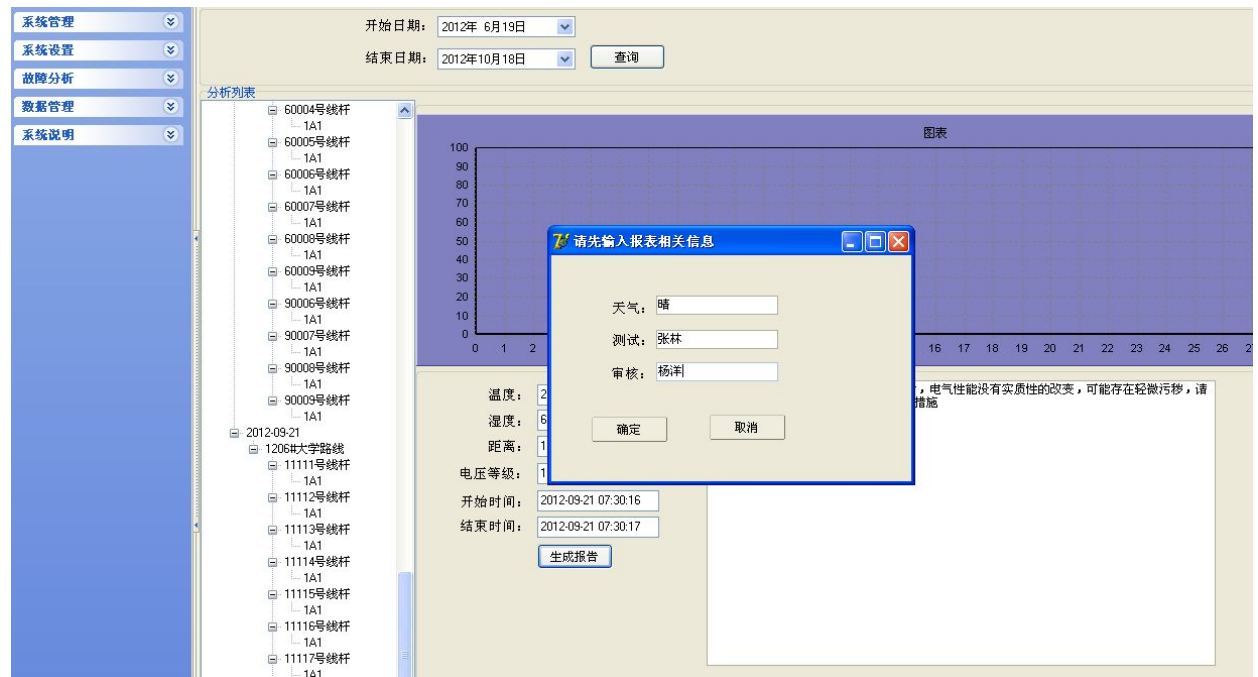 系统管理
系统设置
故障分析
数据管理
系统说明
开始日期： 2012年 6月19日
结束日期： 2012年10月18日 查询
分析列表
60004号线杆
1A1
60005号线杆
1A1
60006号线杆
1A1
60007号线杆
1A1
60008号线杆
1A1
60009号线杆
1A1
90006号线杆
1A1
90007号线杆
1A1
90008号线杆
1A1
90009号线杆
1A1
2012-09-21
1206#大学路线
11111号线杆
1A1
11112号线杆
1A1
11113号线杆
1A1
11114号线杆
1A1
11115号线杆
1A1
11116号线杆
1A1
11117号线杆
1A1
图表
100
90
80
70
60
50
40
30
20
10
0
0 1 2 16 17 18 19 20 21 22 23 24 25 26 2
请先输入报表相关信息
天气： 晴
测试： 张林
审核： 杨洋
确定 取消
温度： 2
湿度： 6
距离： 1
电压等级： 1
开始时间： 2012-09-21 07:30:16
结束时间： 2012-09-21 07:30:17
生成报告
，电气性能没有实质性的改变，可能存在轻微污秽，请
措施